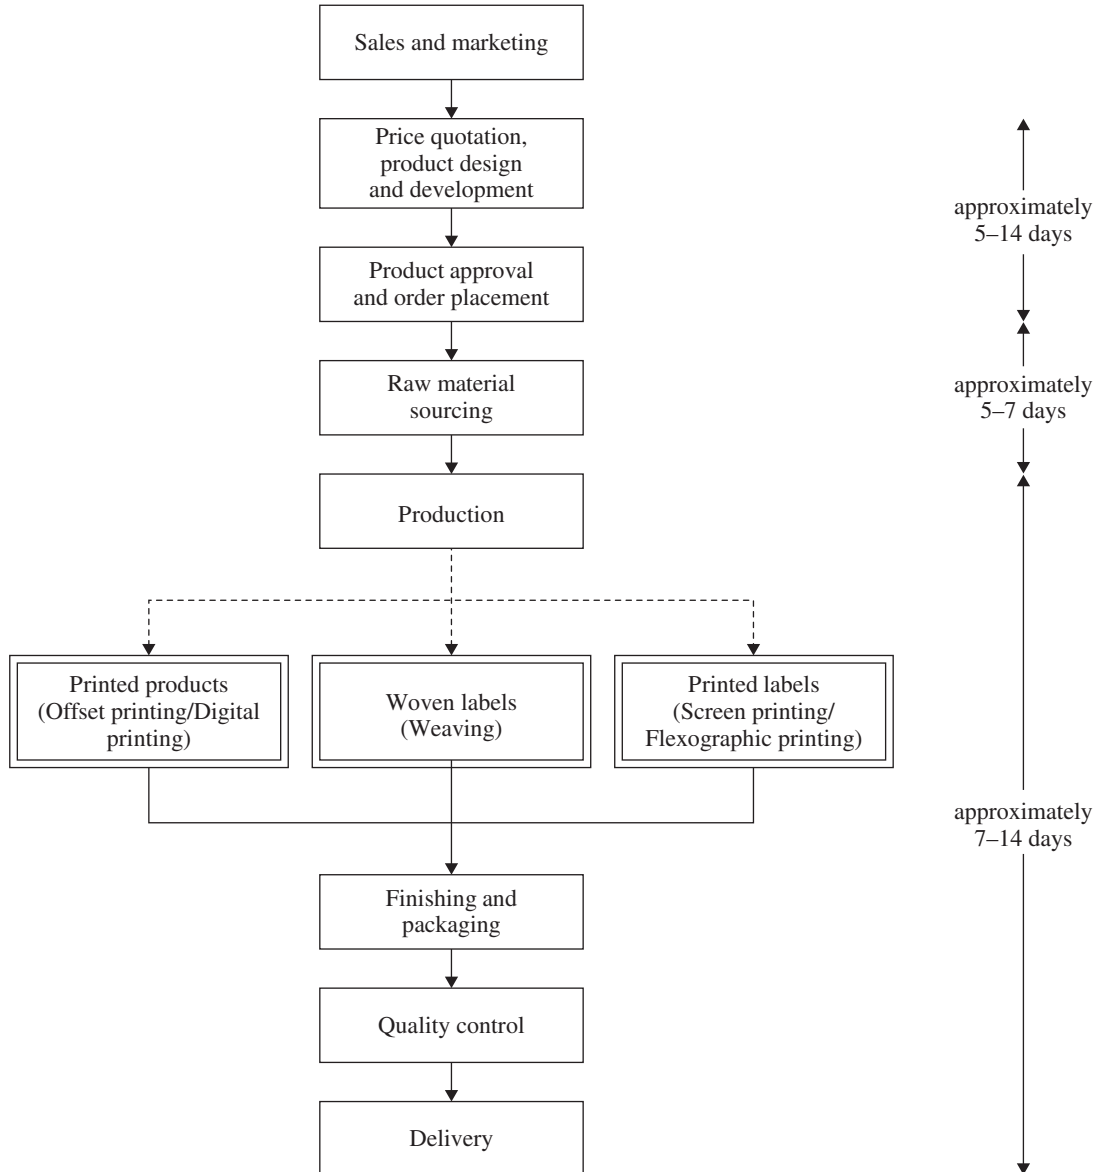 Sales and marketing
Price quotation,
product design
and development
approximately
5–14 days
Product approval
and order placement
Raw material
sourcing
approximately
5–7 days
Production
Printed products
(Offset printing/Digital
printing)
Woven labels
(Weaving)
Printed labels
(Screen printing/
Flexographic printing)
approximately
7–14 days
Finishing and
packaging
Quality control
Delivery